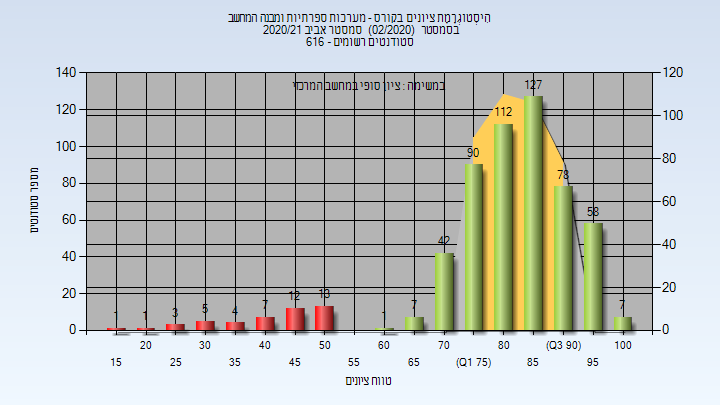 היסטוגרמת ציונים בקורס - מערכות ספרתיות ומבנה המחשב
בסמסטר (02/2020) סמסטר אביב 2020/21
סטודנטים רשומים - 616
במשימה : ציון סופי במחשב המרכזי
מספר סטודנטים
140
120
100
80
60
40
20
0
120
100
80
60
40
20
0
1 1 3 5 4 7 12 13 1 7 42 90 112 127 78 58 7
20 30 40 50 60 70 80 (Q3 90) 100
15 25 35 45 55 65 (Q1 75) 85 95
טווח ציונים